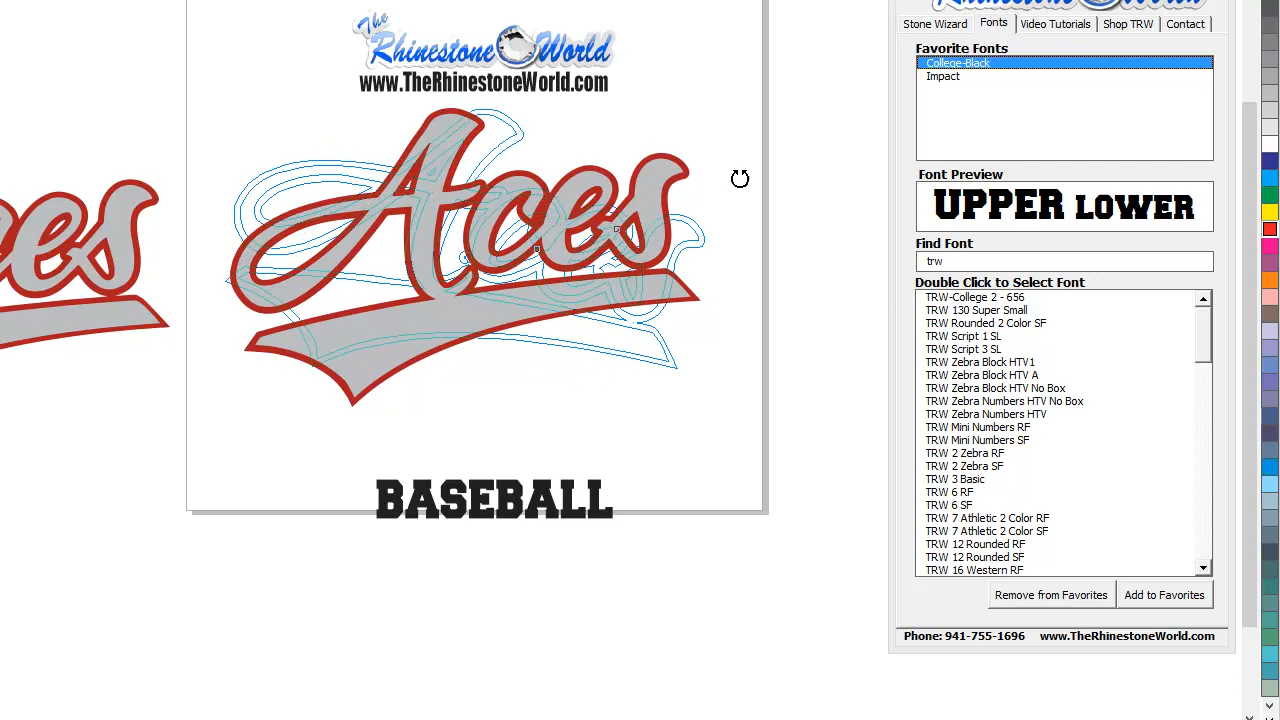 The
Rhinestone World
www.TheRhinestoneWorld.com
Aces
es
BASEBALL
Stone Wizard
Fonts
Video Tutorials
Shop TRW
Contact
Favorite Fonts
College-Black
Impact
Font Preview
UPPER LOWER
Find Font
trw
Double Click to Select Font
TRW-College 2 - 656
TRW 130 Super Small
TRW Rounded 2 Color SF
TRW Script 1 SL
TRW Script 3 SL
TRW Zebra Block HTV1
TRW Zebra Block HTV A
TRW Zebra Block HTV No Box
TRW Zebra Numbers HTV No Box
TRW Zebra Numbers HTV
TRW Mini Numbers RF
TRW Mini Numbers SF
TRW 2 Zebra RF
TRW 2 Zebra SF
TRW 3 Basic
TRW 6 RF
TRW 6 SF
TRW 7 Athletic 2 Color RF
TRW 7 Athletic 2 Color SF
TRW 12 Rounded RF
TRW 12 Rounded SF
TRW 16 Western RF
Remove from Favorites
Add to Favorites
Phone: 941-755-1696 www.TheRhinestoneWorld.com